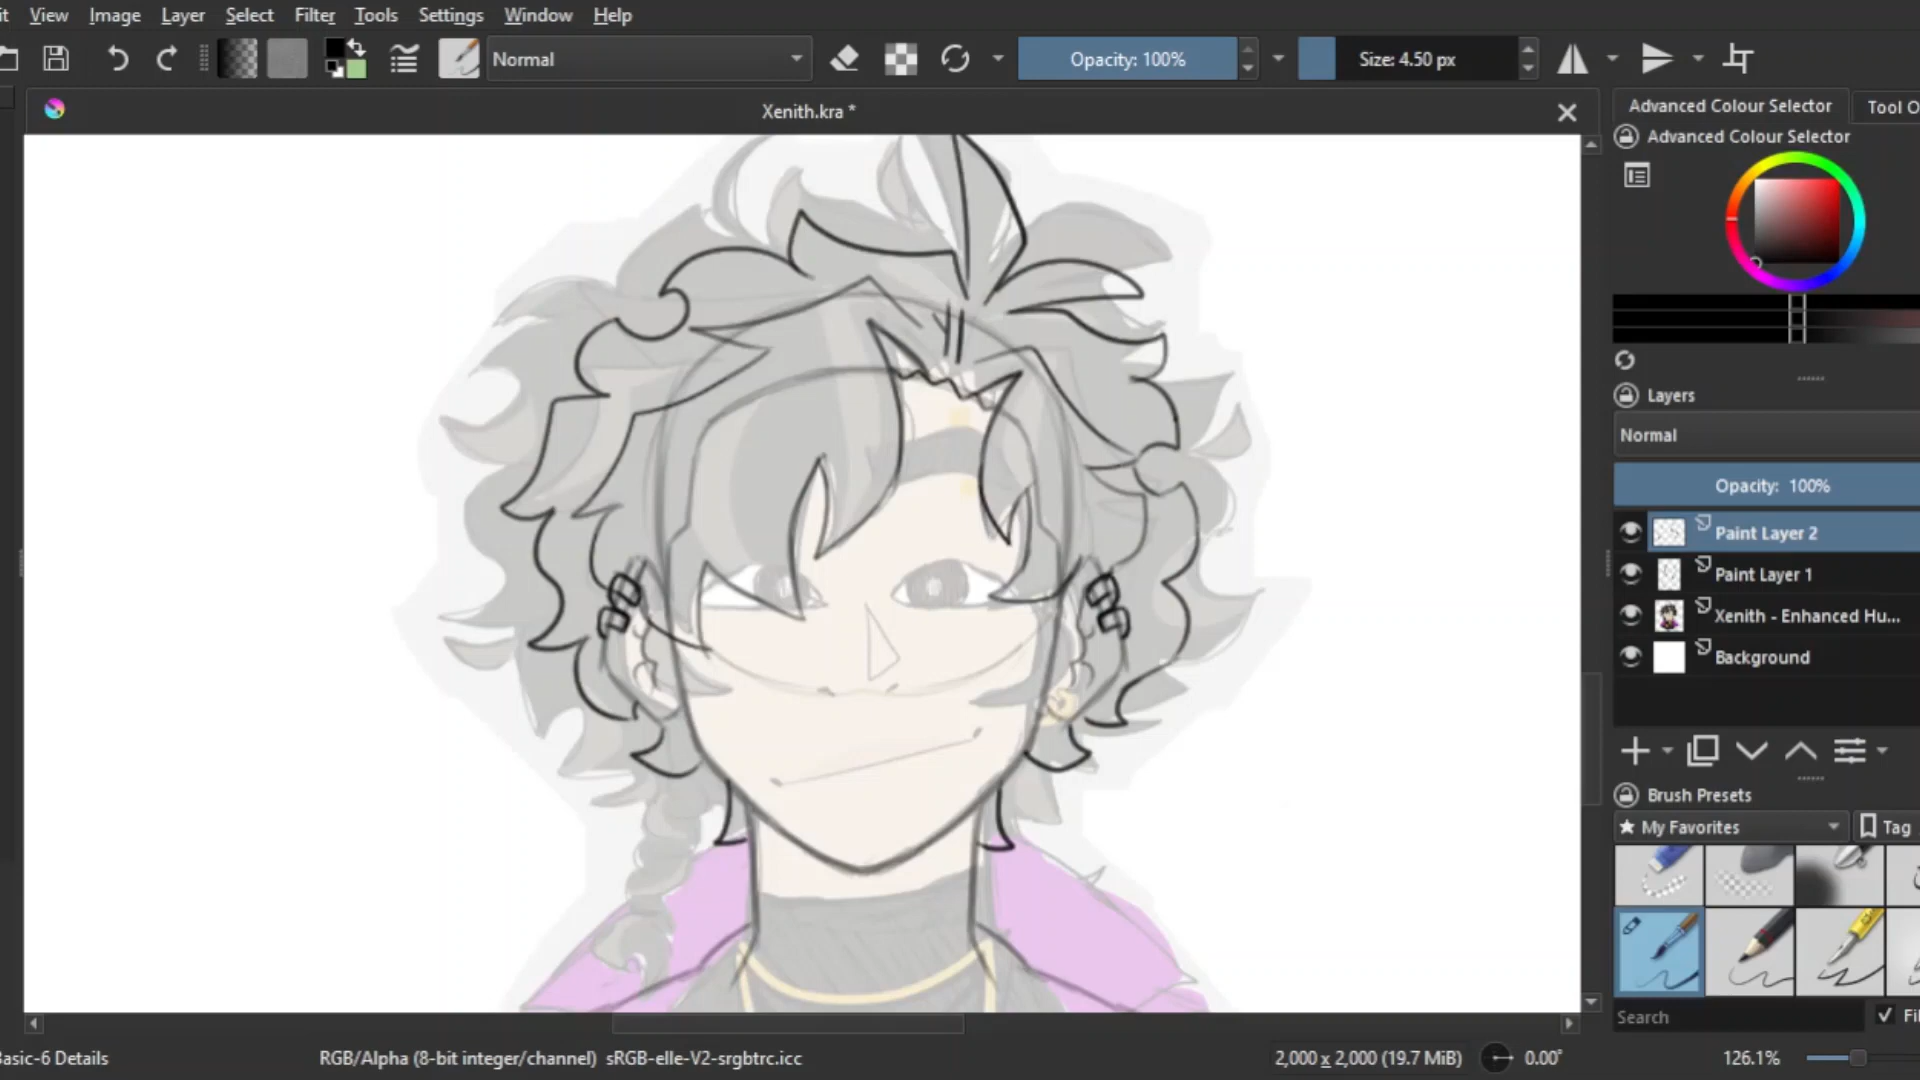 it View Image Layer Select Filter Tools Settings Window Help
Normal Opacity: 100% Size: 4.50 px
Xenith.kra *
Advanced Colour Selector Tool O
Advanced Colour Selector
Layers
Normal
Opacity: 100%
Paint Layer 2
Paint Layer 1
Xenith - Enhanced Hu...
Background
Brush Presets
My Favorites Tag
Search Fil
Basic-6 Details RGB/Alpha (8-bit integer/channel) sRGB-elle-V2-srgbtrc.icc 2,000 x 2,000 (19.7 MiB) 0.00° 126.1%